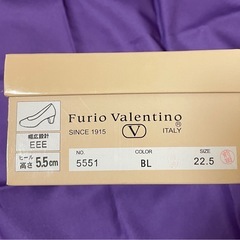 Furio Valentino®
SINCE 1915 V ITALY
幅広設計
EEE
ヒール
高さ 5.5cm
NO. COLOR SIZE
5551 BL 22.5